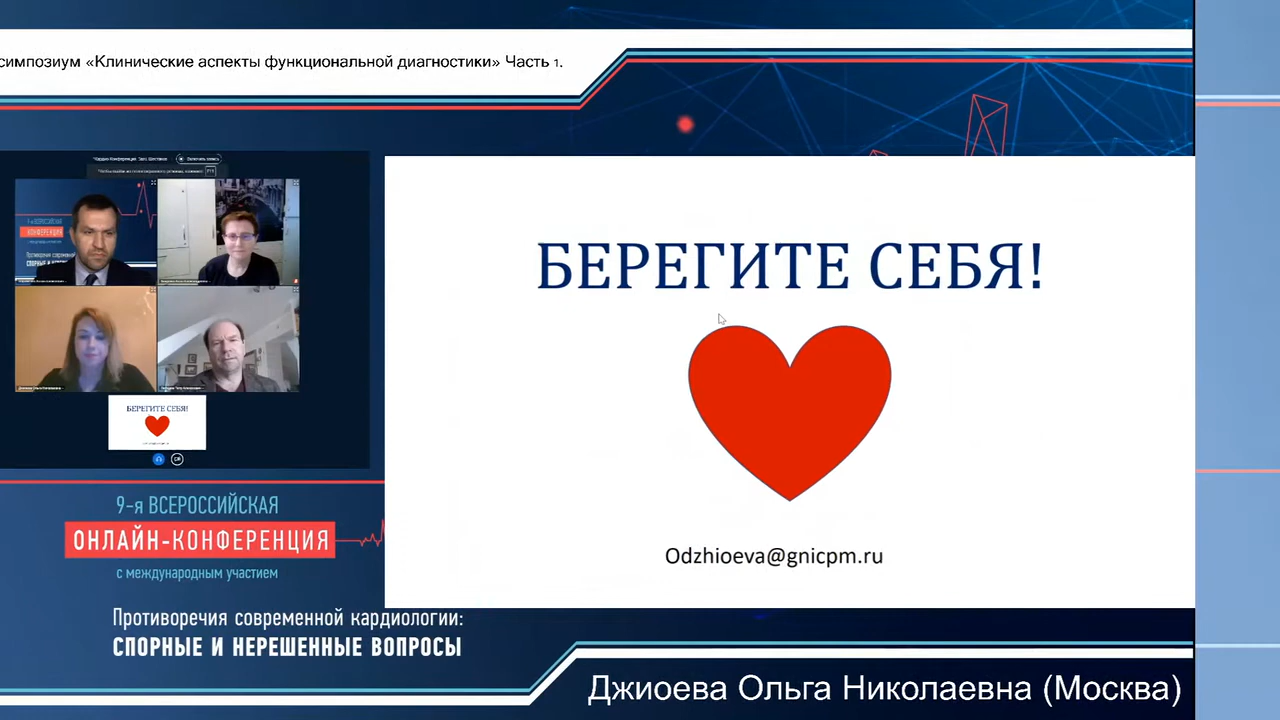 симпозиум «Клинические аспекты функциональной диагностики» Часть 1.
БЕРЕГИТЕ СЕБЯ!
Odzhioeva@gnicpm.ru
БЕРЕГИТЕ СЕБЯ!
9-я ВСЕРОССИЙСКАЯ
ОНЛАЙН-КОНФЕРЕНЦИЯ
с международным участием
Противоречия современной кардиологии:
СПОРНЫЕ И НЕРЕШЕННЫЕ ВОПРОСЫ
Джиоева Ольга Николаевна (Москва)